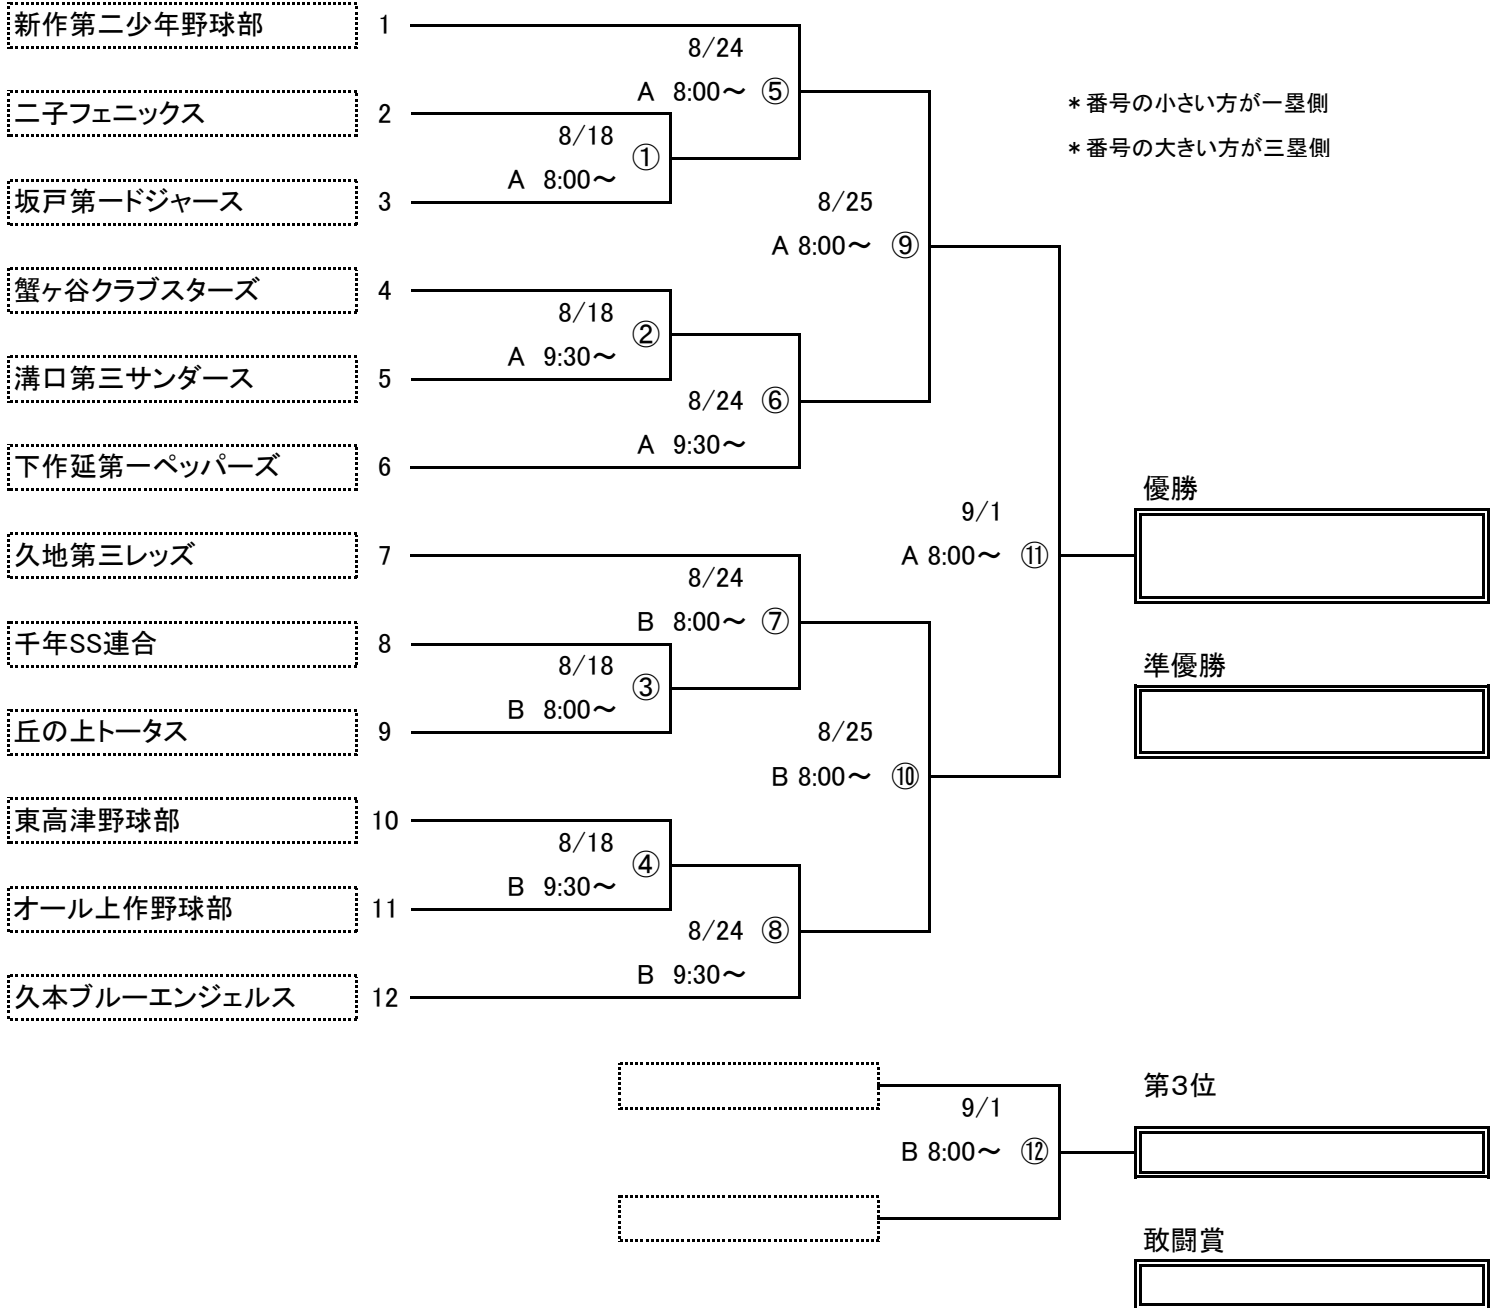 新作第二少年野球部 1
8/24
A 8:00～ ⑤
二子フェニックス 2
＊番号の小さい方が一塁側
8/18
①
＊番号の大きい方が三塁側
A 8:00～
坂戸第一ドジャース 3
8/25
A 8:00～ ⑨
蟹ヶ谷クラブスターズ 4
8/18
②
A 9:30～
溝口第三サンダース 5
8/24 ⑥
A 9:30～
下作延第一ペッパーズ 6
優勝
9/1
A 8:00～ ⑪
久地第三レッズ 7
8/24
B 8:00～ ⑦
千年SS連合 8
8/18
準優勝
③
B 8:00～
丘の上トータス 9
8/25
B 8:00～ ⑩
東高津野球部 10
8/18
④
B 9:30～
オール上作野球部 11
8/24 ⑧
B 9:30～
久本ブルーエンジェルス 12
第3位
9/1
B 8:00～ ⑫
敢闘賞